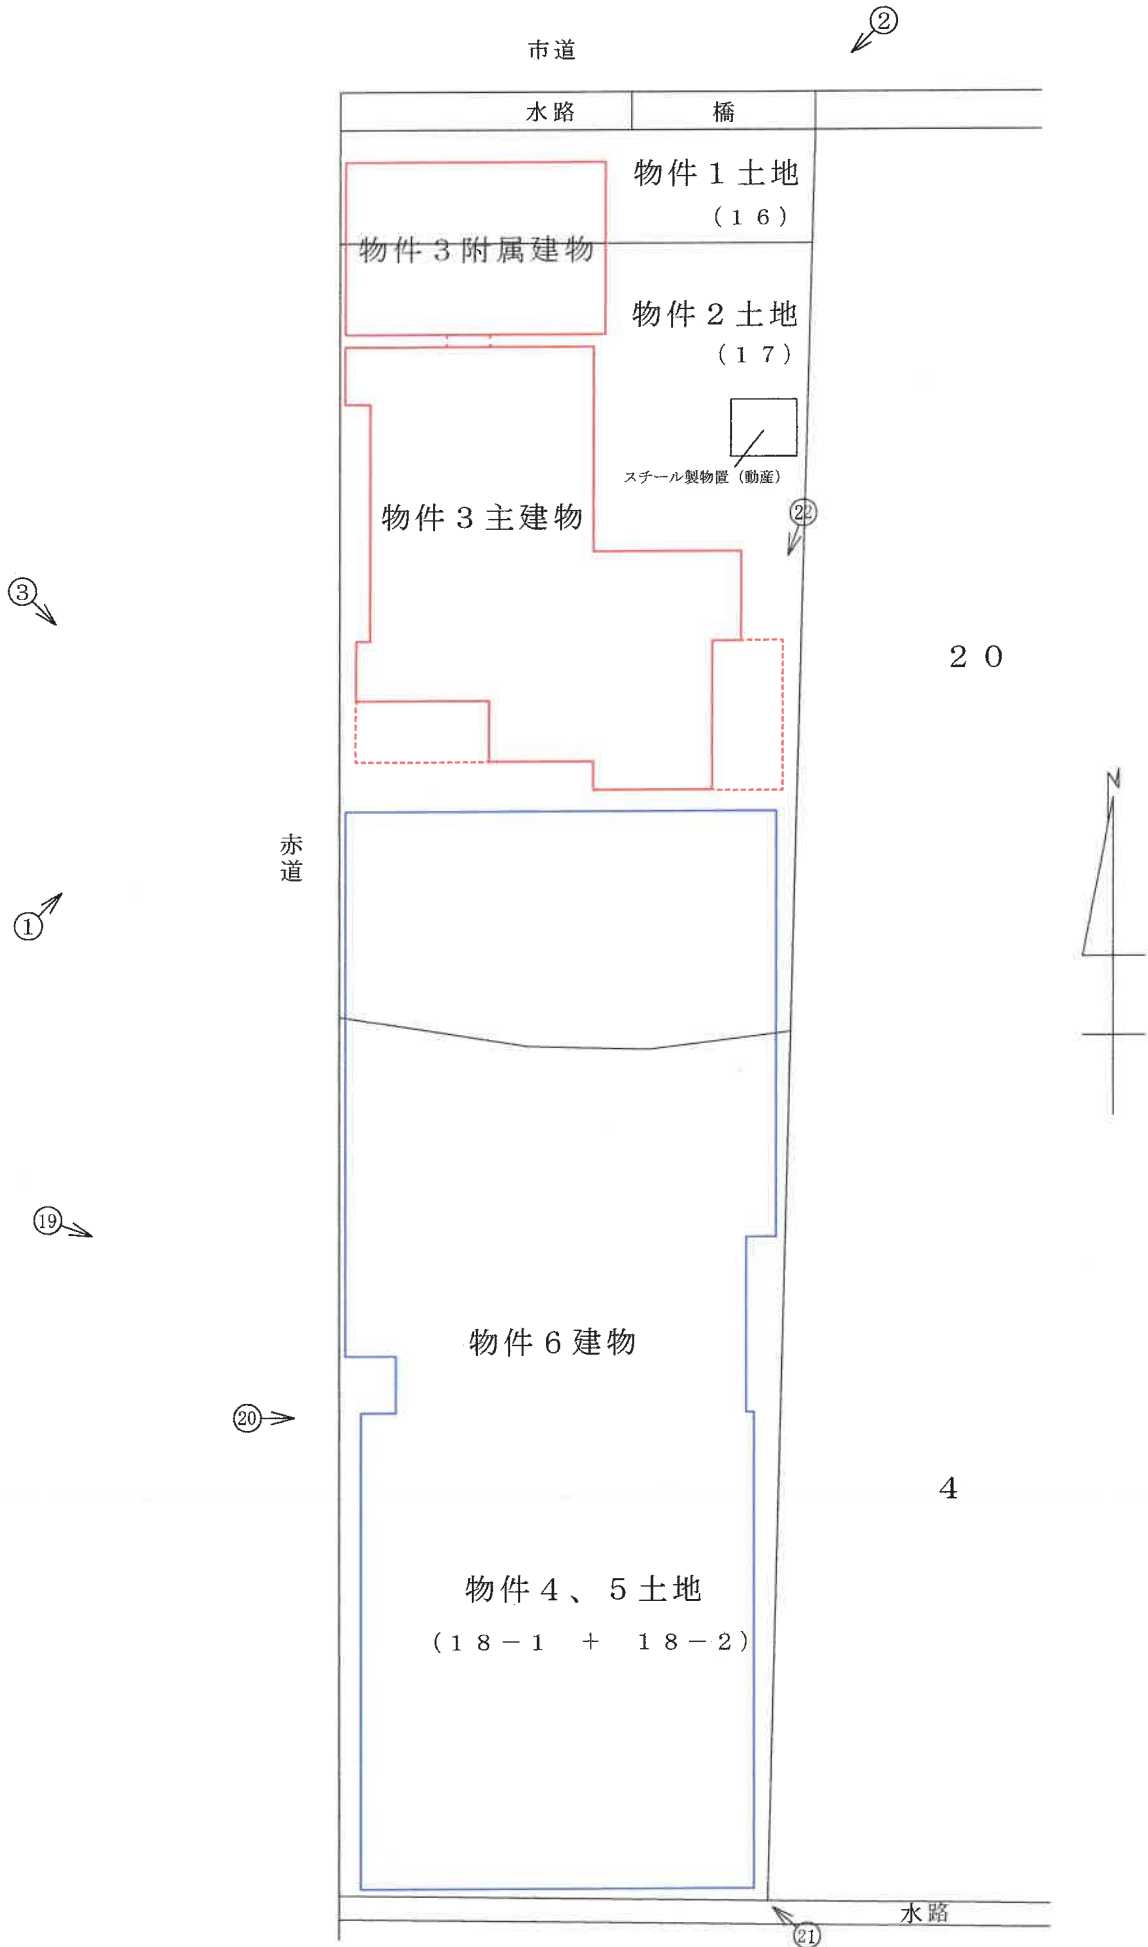 ②
市道
水路
橋
物件１土地
（１６）
物件３附属建物
物件２土地
（１７）
スチール製物置（動産）
物件３主建物
㉒
③
２０
N
赤道
①
⑲
物件６建物
⑳
４
物件４、５土地
（１８－１　＋　１８－２）
水路
㉑